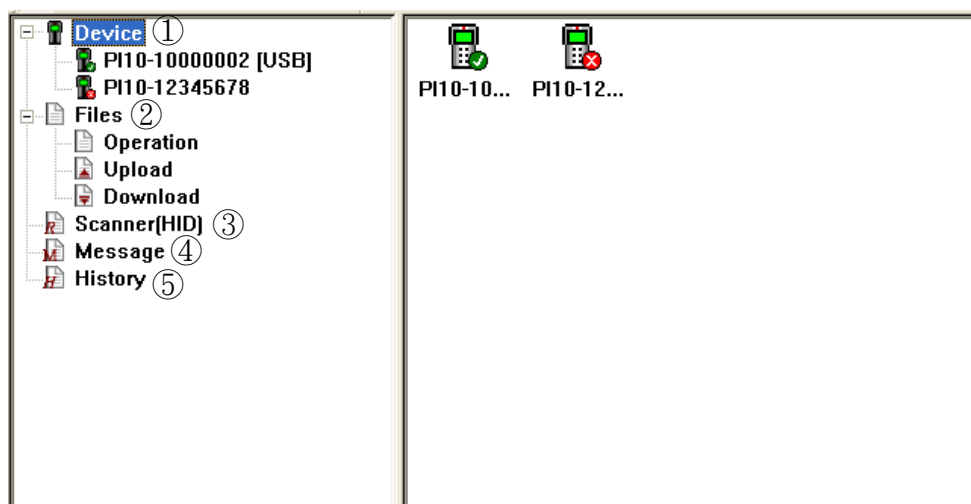 Device ①
PI10-10000002 [USB]
PI10-12345678
Files ②
Operation
Upload
Download
Scanner(HID) ③
Message ④
History ⑤
PI10-10... PI10-12...